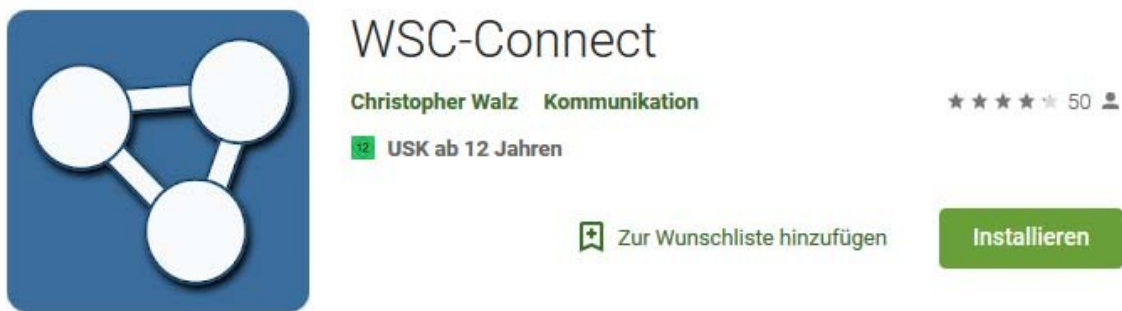 WSC-Connect
Christopher Walz Kommunikation
50
12 USK ab 12 Jahren
Zur Wunschliste hinzufügen
Installieren